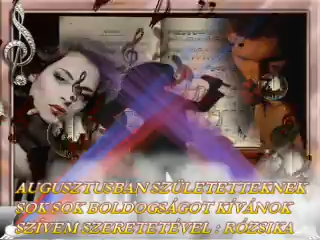 AUGUSZTUSBAN SZÜLETETTEKNEK
SOK SOK BOLDOGSÁGOT KÍVÁNOK
SZÍVEM SZERETETÉVEL : RÓZSIKA